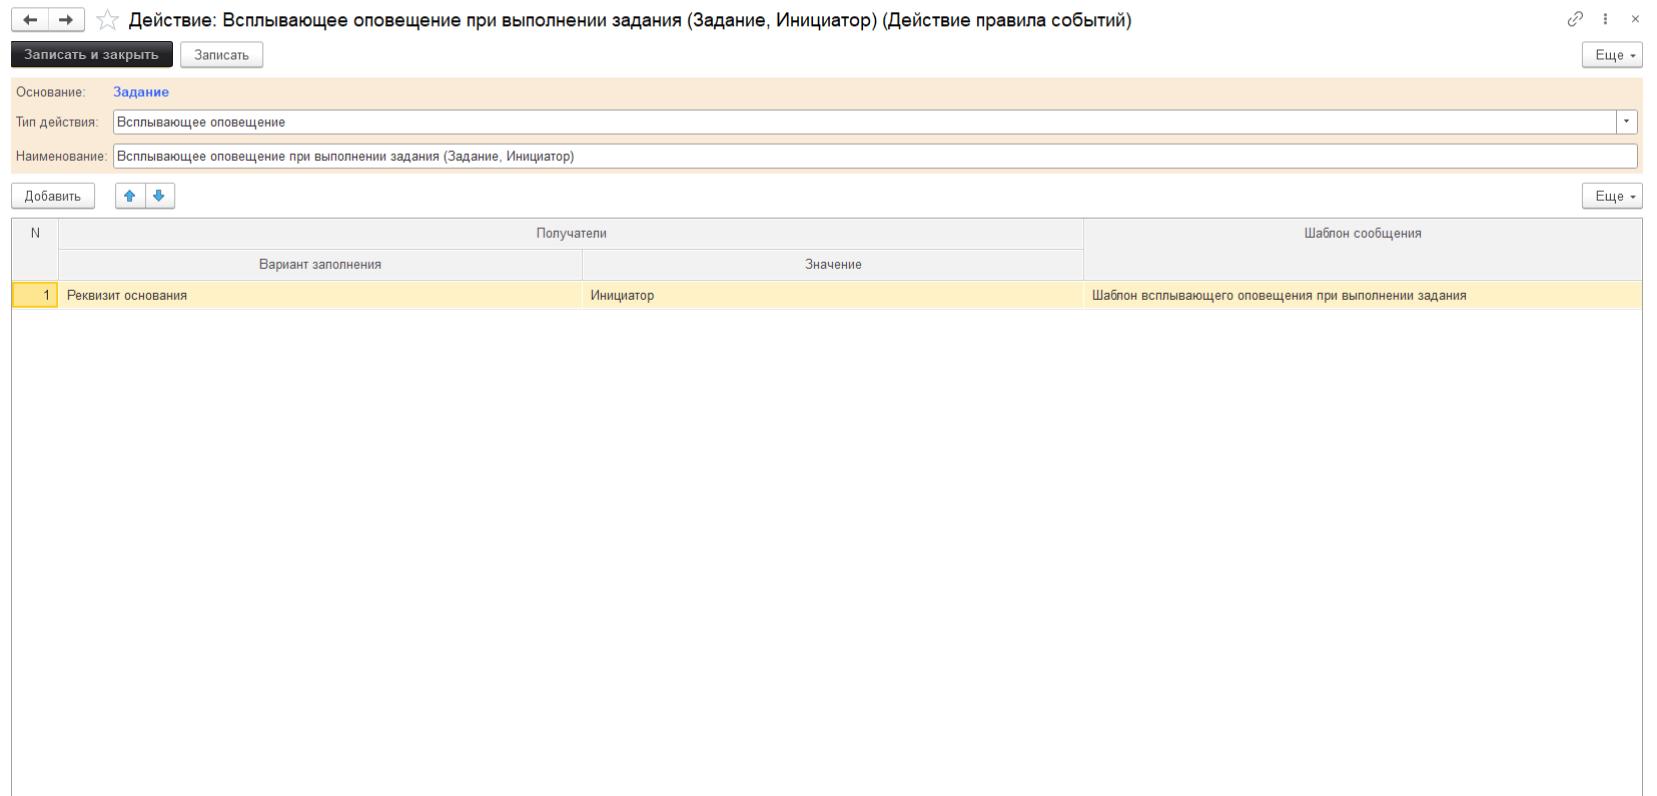 Действие: Всплывающее оповещение при выполнении задания (Задание, Инициатор) (Действие правила событий)
Записать и закрыть Записать Еще
Основание: Задание
Тип действия: Всплывающее оповещение
Наименование: Всплывающее оповещение при выполнении задания (Задание, Инициатор)
Добавить Еще
N Получатели Шаблон сообщения
Вариант заполнения Значение
1 Реквизит основания Инициатор Шаблон всплывающего оповещения при выполнении задания